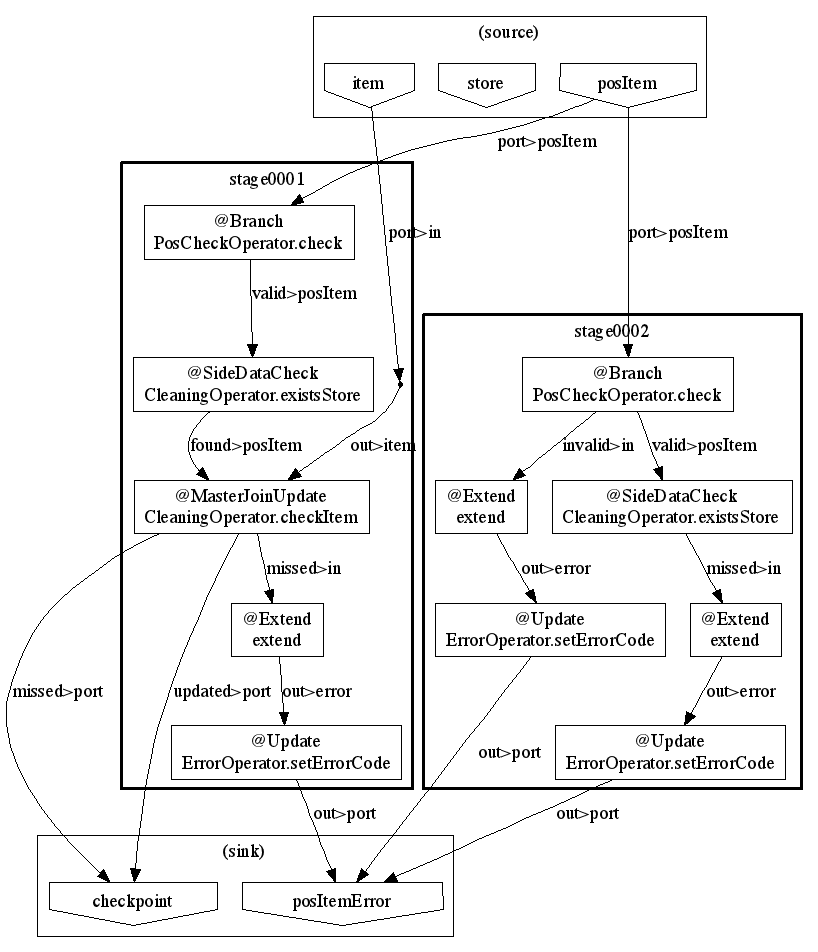 (source)
item
store
posItem
port>posItem
stage0001
@Branch
PosCheckOperator.check
port>in
port>posItem
valid>posItem
stage0002
@SideDataCheck
CleaningOperator.existsStore
@Branch
PosCheckOperator.check
found>posItem
out>item
invalid>in
valid>posItem
@MasterJoinUpdate
CleaningOperator.checkItem
@Extend
extend
@SideDataCheck
CleaningOperator.existsStore
missed>in
out>error
missed>in
@Extend
extend
@Update
ErrorOperator.setErrorCode
@Extend
extend
missed>port
updated>port
out>error
out>error
@Update
ErrorOperator.setErrorCode
out>port
@Update
ErrorOperator.setErrorCode
out>port
out>port
(sink)
checkpoint
posItemError